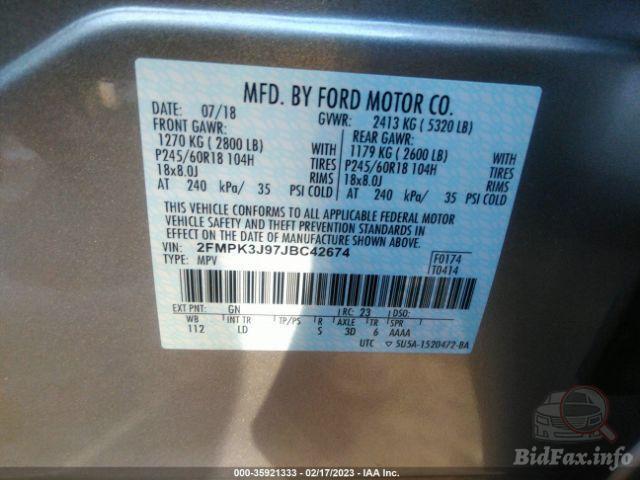 MFD. BY FORD MOTOR CO.
DATE: 07/18 GVWR: 2413 KG ( 5320 LB)
FRONT GAWR: REAR GAWR:
1270 KG ( 2800 LB) WITH 1179 KG ( 2600 LB) WITH
P245/60R18 104H TIRES P245/60R18 104H TIRES
18x8.0J RIMS 18x8.0J RIMS
AT 240 kPa/ 35 PSI COLD AT 240 kPa/ 35 PSI COLD
THIS VEHICLE CONFORMS TO ALL APPLICABLE FEDERAL MOTOR
VEHICLE SAFETY AND THEFT PREVENTION STANDARDS IN
EFFECT ON THE DATE OF MANUFACTURE SHOWN ABOVE.
VIN: 2FMPK3J97JBC42674
TYPE: MPV
F0174
T0414
EXT PNT: GN RC: 23 DSO:
WB INT TR TP/PS R AXLE TR SPR
112 LD S 3D 6 AAAA
UTC ▽ 5U5A-1520472-BA
BidFax.info
000-35921333 - 02/17/2023 - IAA Inc.